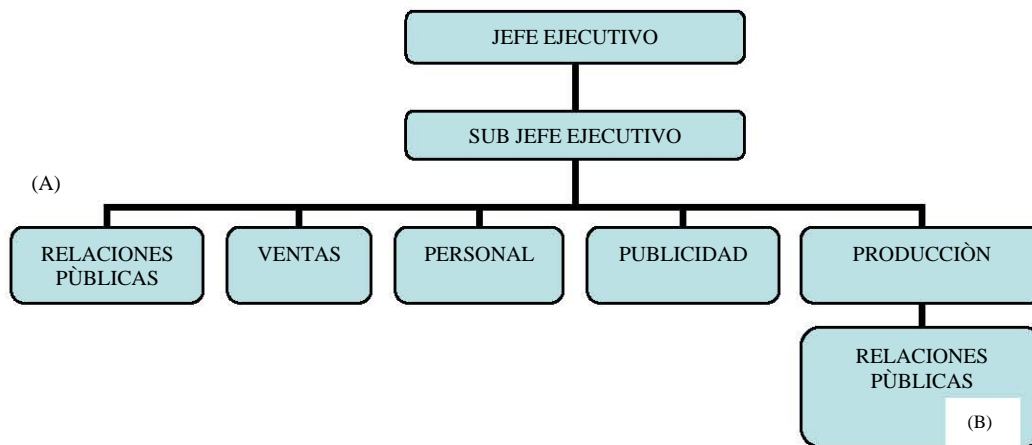 JEFE EJECUTIVO
SUB JEFE EJECUTIVO
(A)
RELACIONES
PÙBLICAS
VENTAS
PERSONAL
PUBLICIDAD
PRODUCCIÒN
RELACIONES
PÙBLICAS
(B)